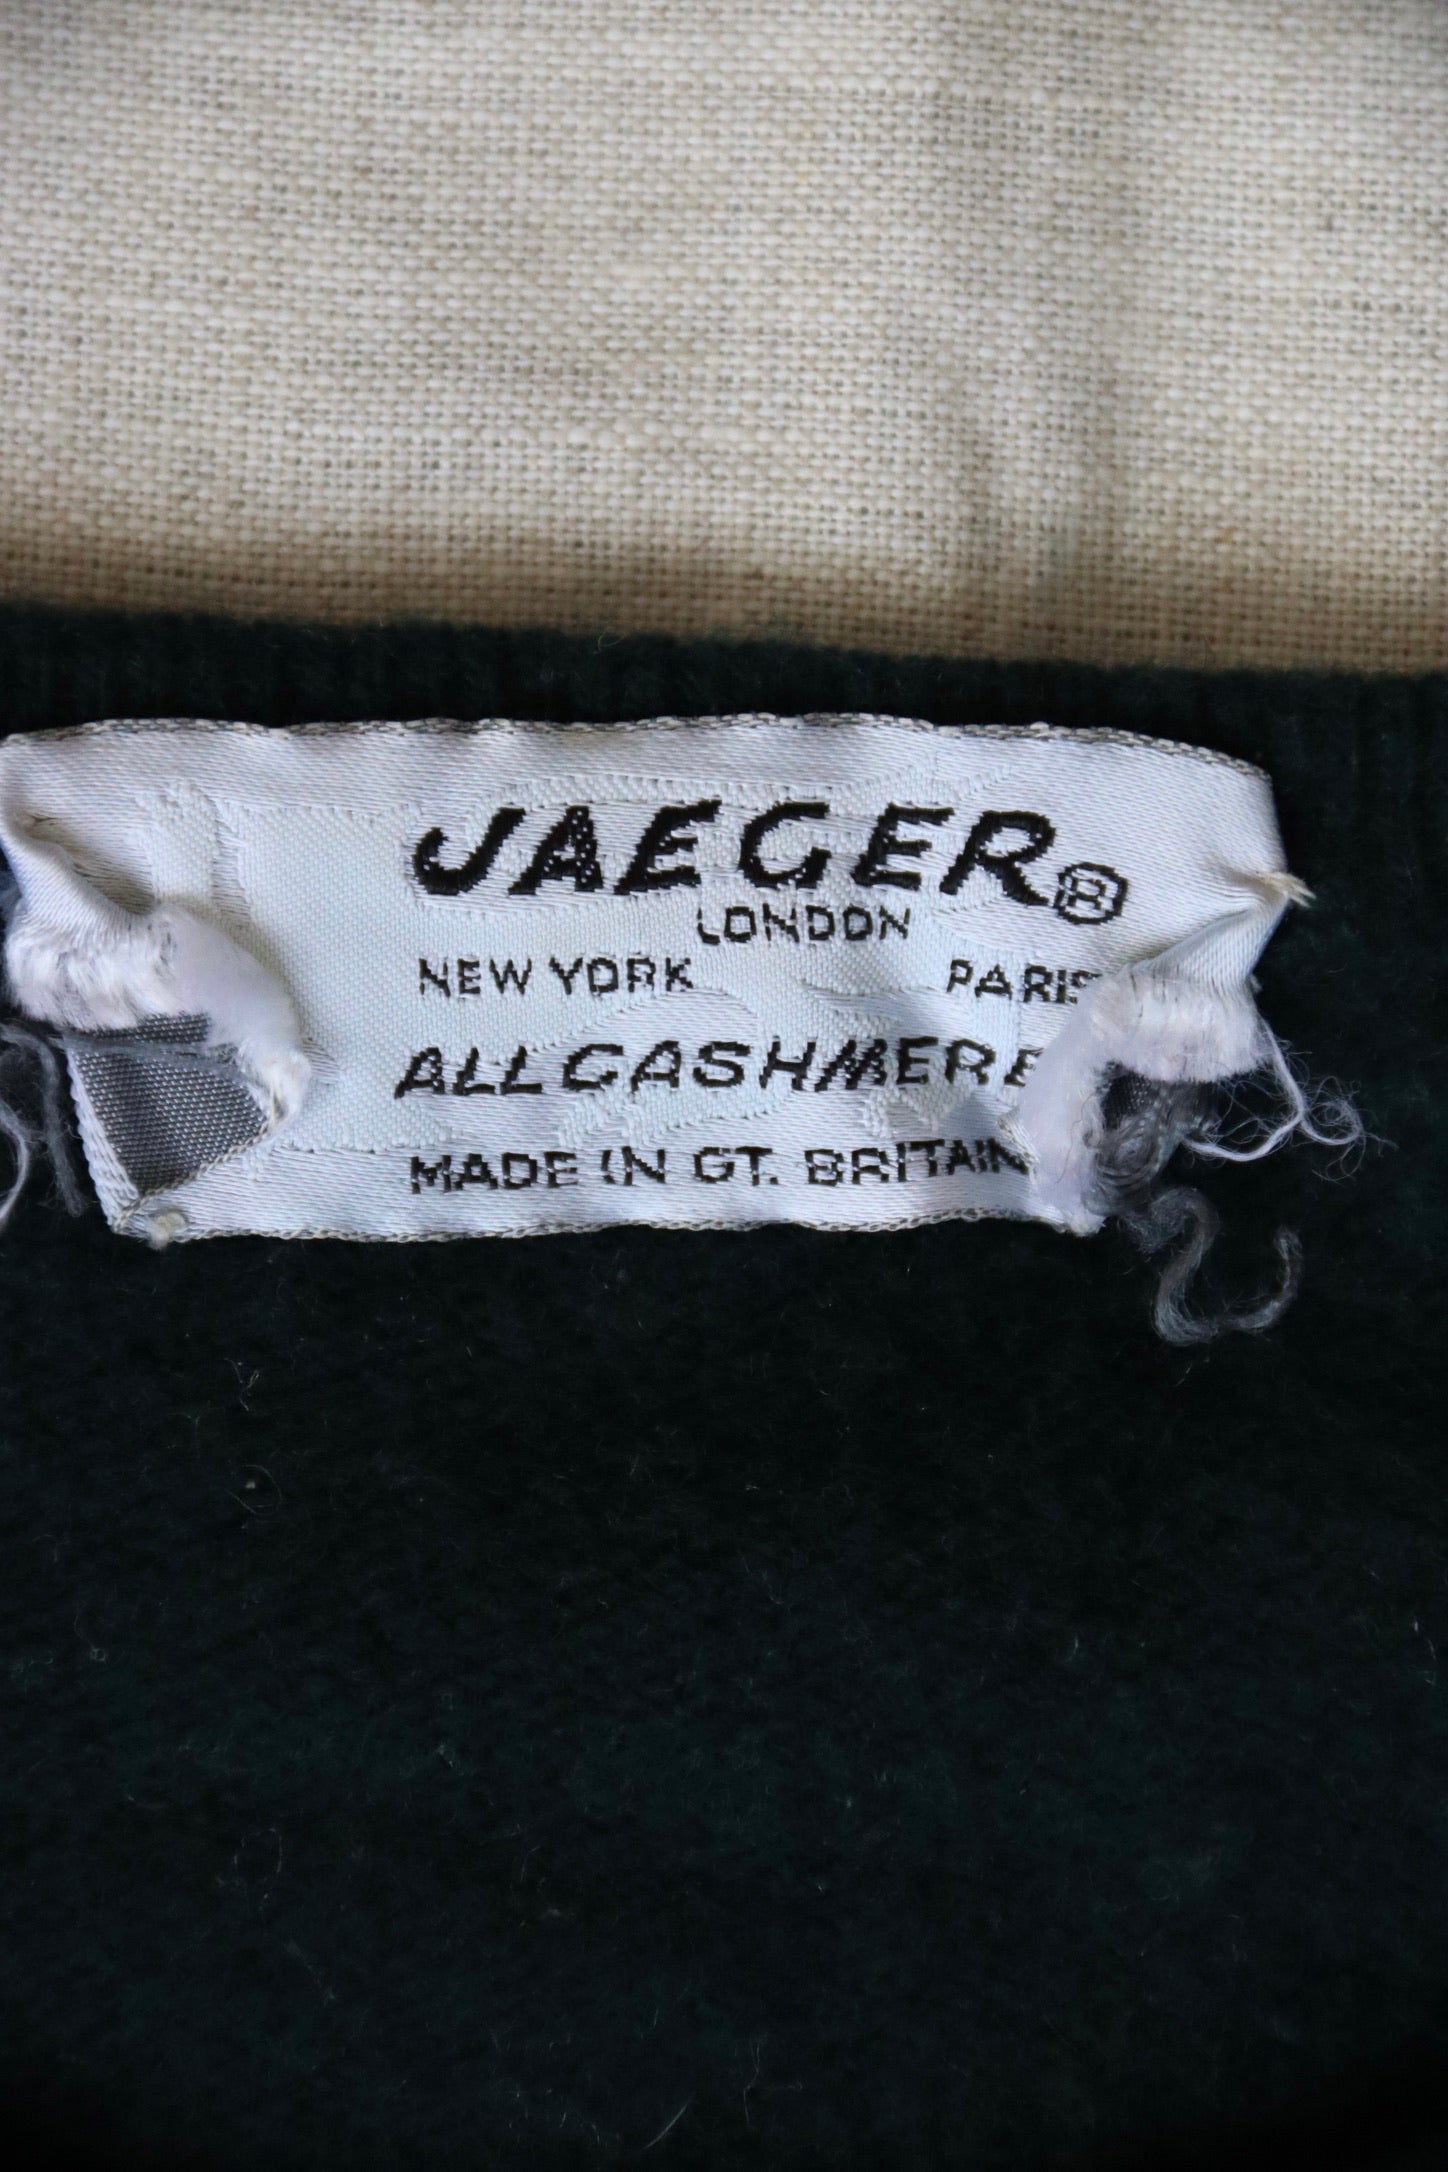 JAEGER®
LONDON
NEW YORK PARIS
ALL CASHMERE
MADE IN GT. BRITAIN